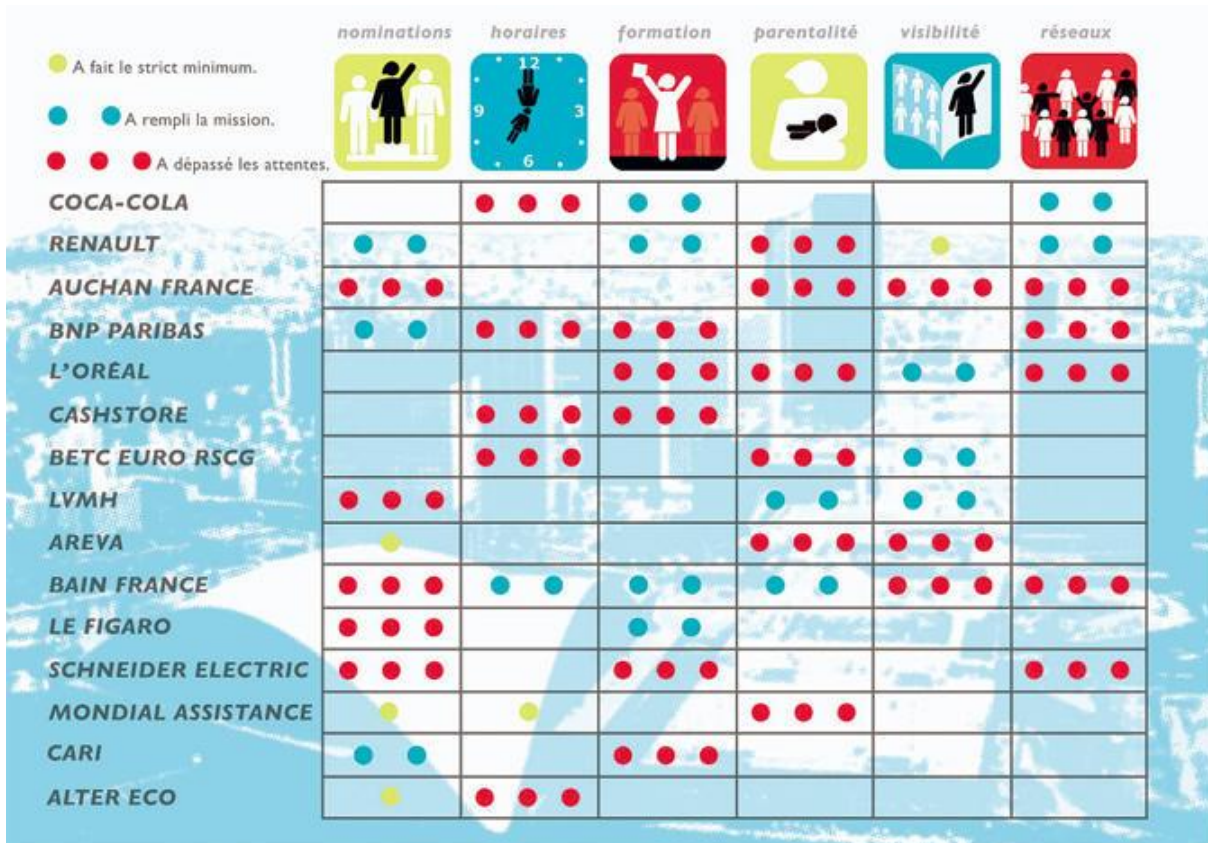 nominations horaires formation parentalité visibilité réseaux
A fait le strict minimum.
A rempli la mission.
A dépassé les attentes.
12
9 3
6
COCA-COLA
RENAULT
AUCHAN FRANCE
BNP PARIBAS
L'ORÉAL
CASHSTORE
BETC EURO RSCG
LVMH
AREVA
BAIN FRANCE
LE FIGARO
SCHNEIDER ELECTRIC
MONDIAL ASSISTANCE
CARI
ALTER ECO